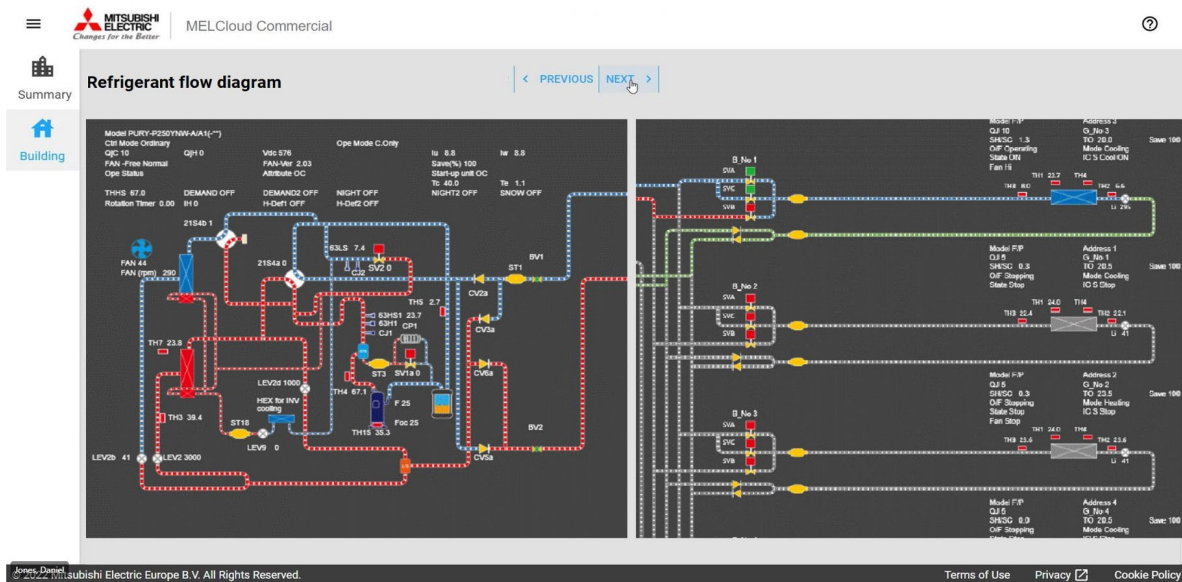 MITSUBISHI
ELECTRIC
Changes for the Better
MELCloud Commercial
Summary
Building
Refrigerant flow diagram
PREVIOUS
NEXT
Model PURY-P250YNW-A/A1(-**)
Ctrl Mode Ordinary
Ope Mode C.Only
Iu 8.8
Iw 8.8
QjC 10
QjH 0
Vdc 576
Save(%) 100
FAN -Free Normal
FAN-Ver 2.03
Start-up unit OC
Ope Status
Attribute OC
Tc 40.0
Te 1.1
THHS 67.0
DEMAND OFF
DEMAND2 OFF
NIGHT OFF
NIGHT2 OFF
SNOW OFF
Rotation Timer 0.00
IH 0
H-Def1 OFF
H-Def2 OFF
21S4b 1
FAN 44
FAN (rpm) 290
21S4a 0
63LS 7.4
CJ2
SV2 0
TH5 2.7
63HS1 23.7
63H1
CP1
CJ1
ST1
BV1
CV2a
CV3a
TH7 23.8
ST3
SV1a 0
CV6a
LEV2d 1000
TH4 67.1
HEX for INV
cooling
F 25
TH3 39.4
ST18
Foc 25
TH15 35.3
BV2
LEV9 0
LEV2b 41
LEV2 3000
CV5a
Model F/P
Address 3
QJ 10
G_No 3
SH/SC 1.3
TO 20.0
Save 100
O/F Operating
Mode Cooling
State ON
IC S Cool ON
Fan Hi
B_No 1
SVA
SVC
SVB
TH1 23.7
TH4
TH3 8.0
TH2 6.6
Li 295
Model F/P
Address 1
QJ 5
G_No 1
SH/SC 0.3
TO 20.5
Save 100
O/F Stopping
Mode Cooling
State Stop
IC S Stop
B_No 2
SVA
SVC
SVB
TH1 24.0
TH4
TH3 22.4
TH2 22.1
Li 41
Model F/P
Address 2
QJ 5
G_No 2
SH/SC 0.3
TO 23.5
Save 100
O/F Stopping
Mode Heating
State Stop
IC S Stop
Fan Stop
B_No 3
SVA
SVC
SVB
TH1 24.0
TH4
TH3 23.6
TH2 23.6
Li 41
Model F/P
Address 4
QJ 5
G_No 4
SH/SC 0.0
TO 20.5
Save 100
O/F Stopping
Mode Cooling
Jones, Daniel
© 2022 Mitsubishi Electric Europe B.V. All Rights Reserved.
Terms of Use
Privacy
Cookie Policy